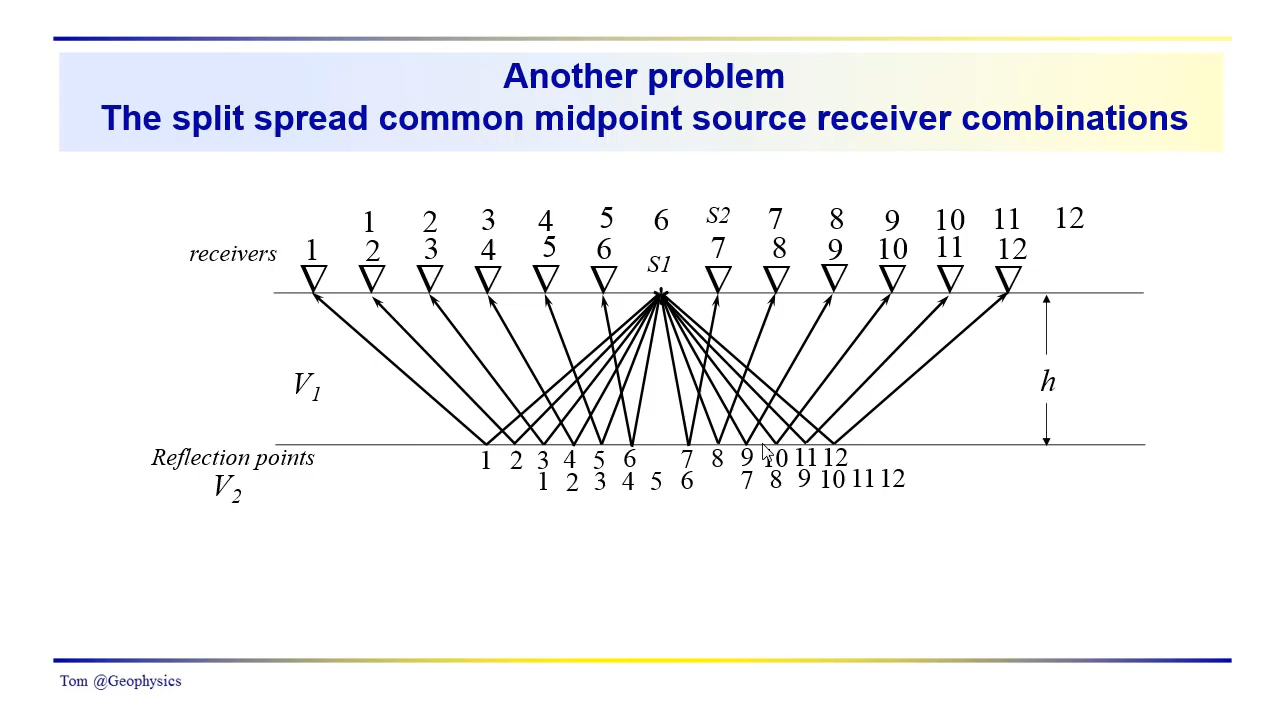 Another problem
The split spread common midpoint source receiver combinations
1 2 3 4 5 6 S2 7 8 9 10 11 12
receivers 1 2 3 4 5 6 S1 7 8 9 10 11 12
V1 h
Reflection points 1 2 3 4 5 6 7 8 9 10 11 12
V2 1 2 3 4 5 6 7 8 9 10 11 12
Tom @Geophysics